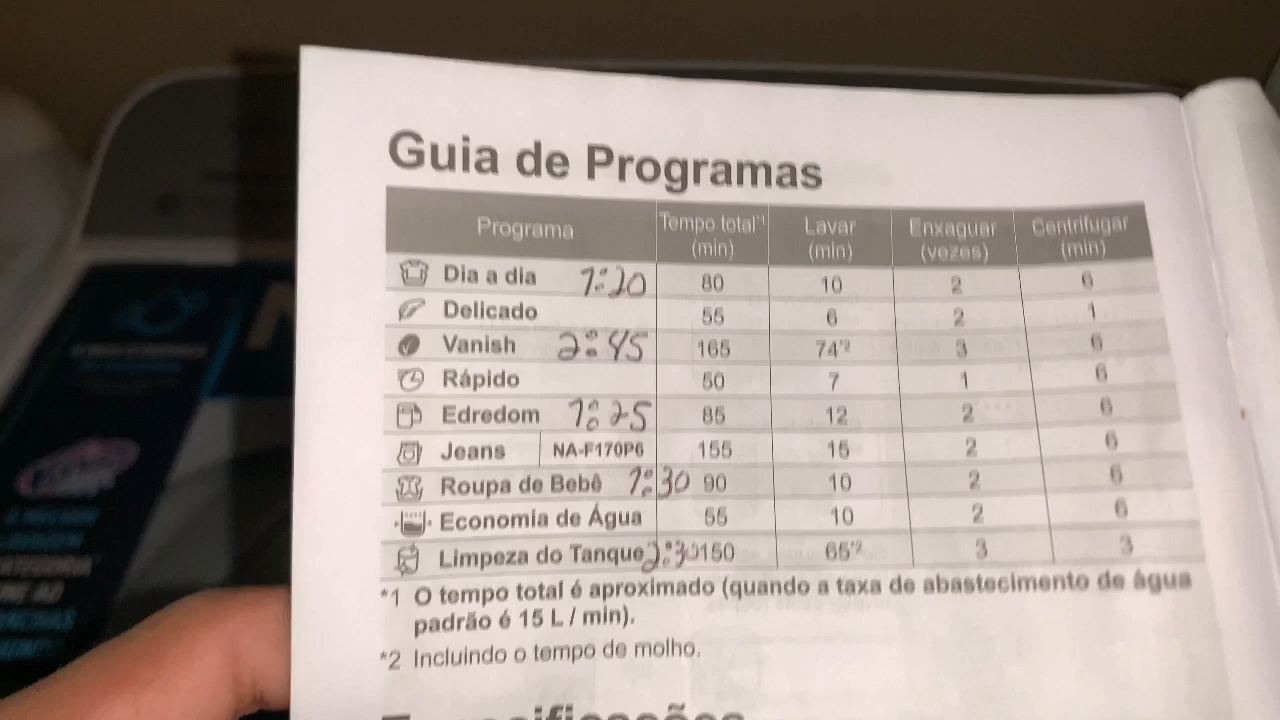 Guia de Programas
Programa Tempo total*1 (min) Lavar (min) Enxaguar (vezes) Centrifugar (min)
Dia a dia 1:20 80 10 2 6
Delicado 55 6 2 1
Vanish 2:45 165 74*2 3 6
Rápido 50 7 1 6
Edredom 1:25 85 12 2 6
Jeans NA-F170P6 155 15 2 6
Roupa de Bebê 1:30 90 10 2 6
Economia de Água 55 10 2 6
Limpeza do Tanque 2:30 150 65*2 3 3
*1 O tempo total é aproximado (quando a taxa de abastecimento de água
padrão é 15 L / min).
*2 Incluindo o tempo de molho.